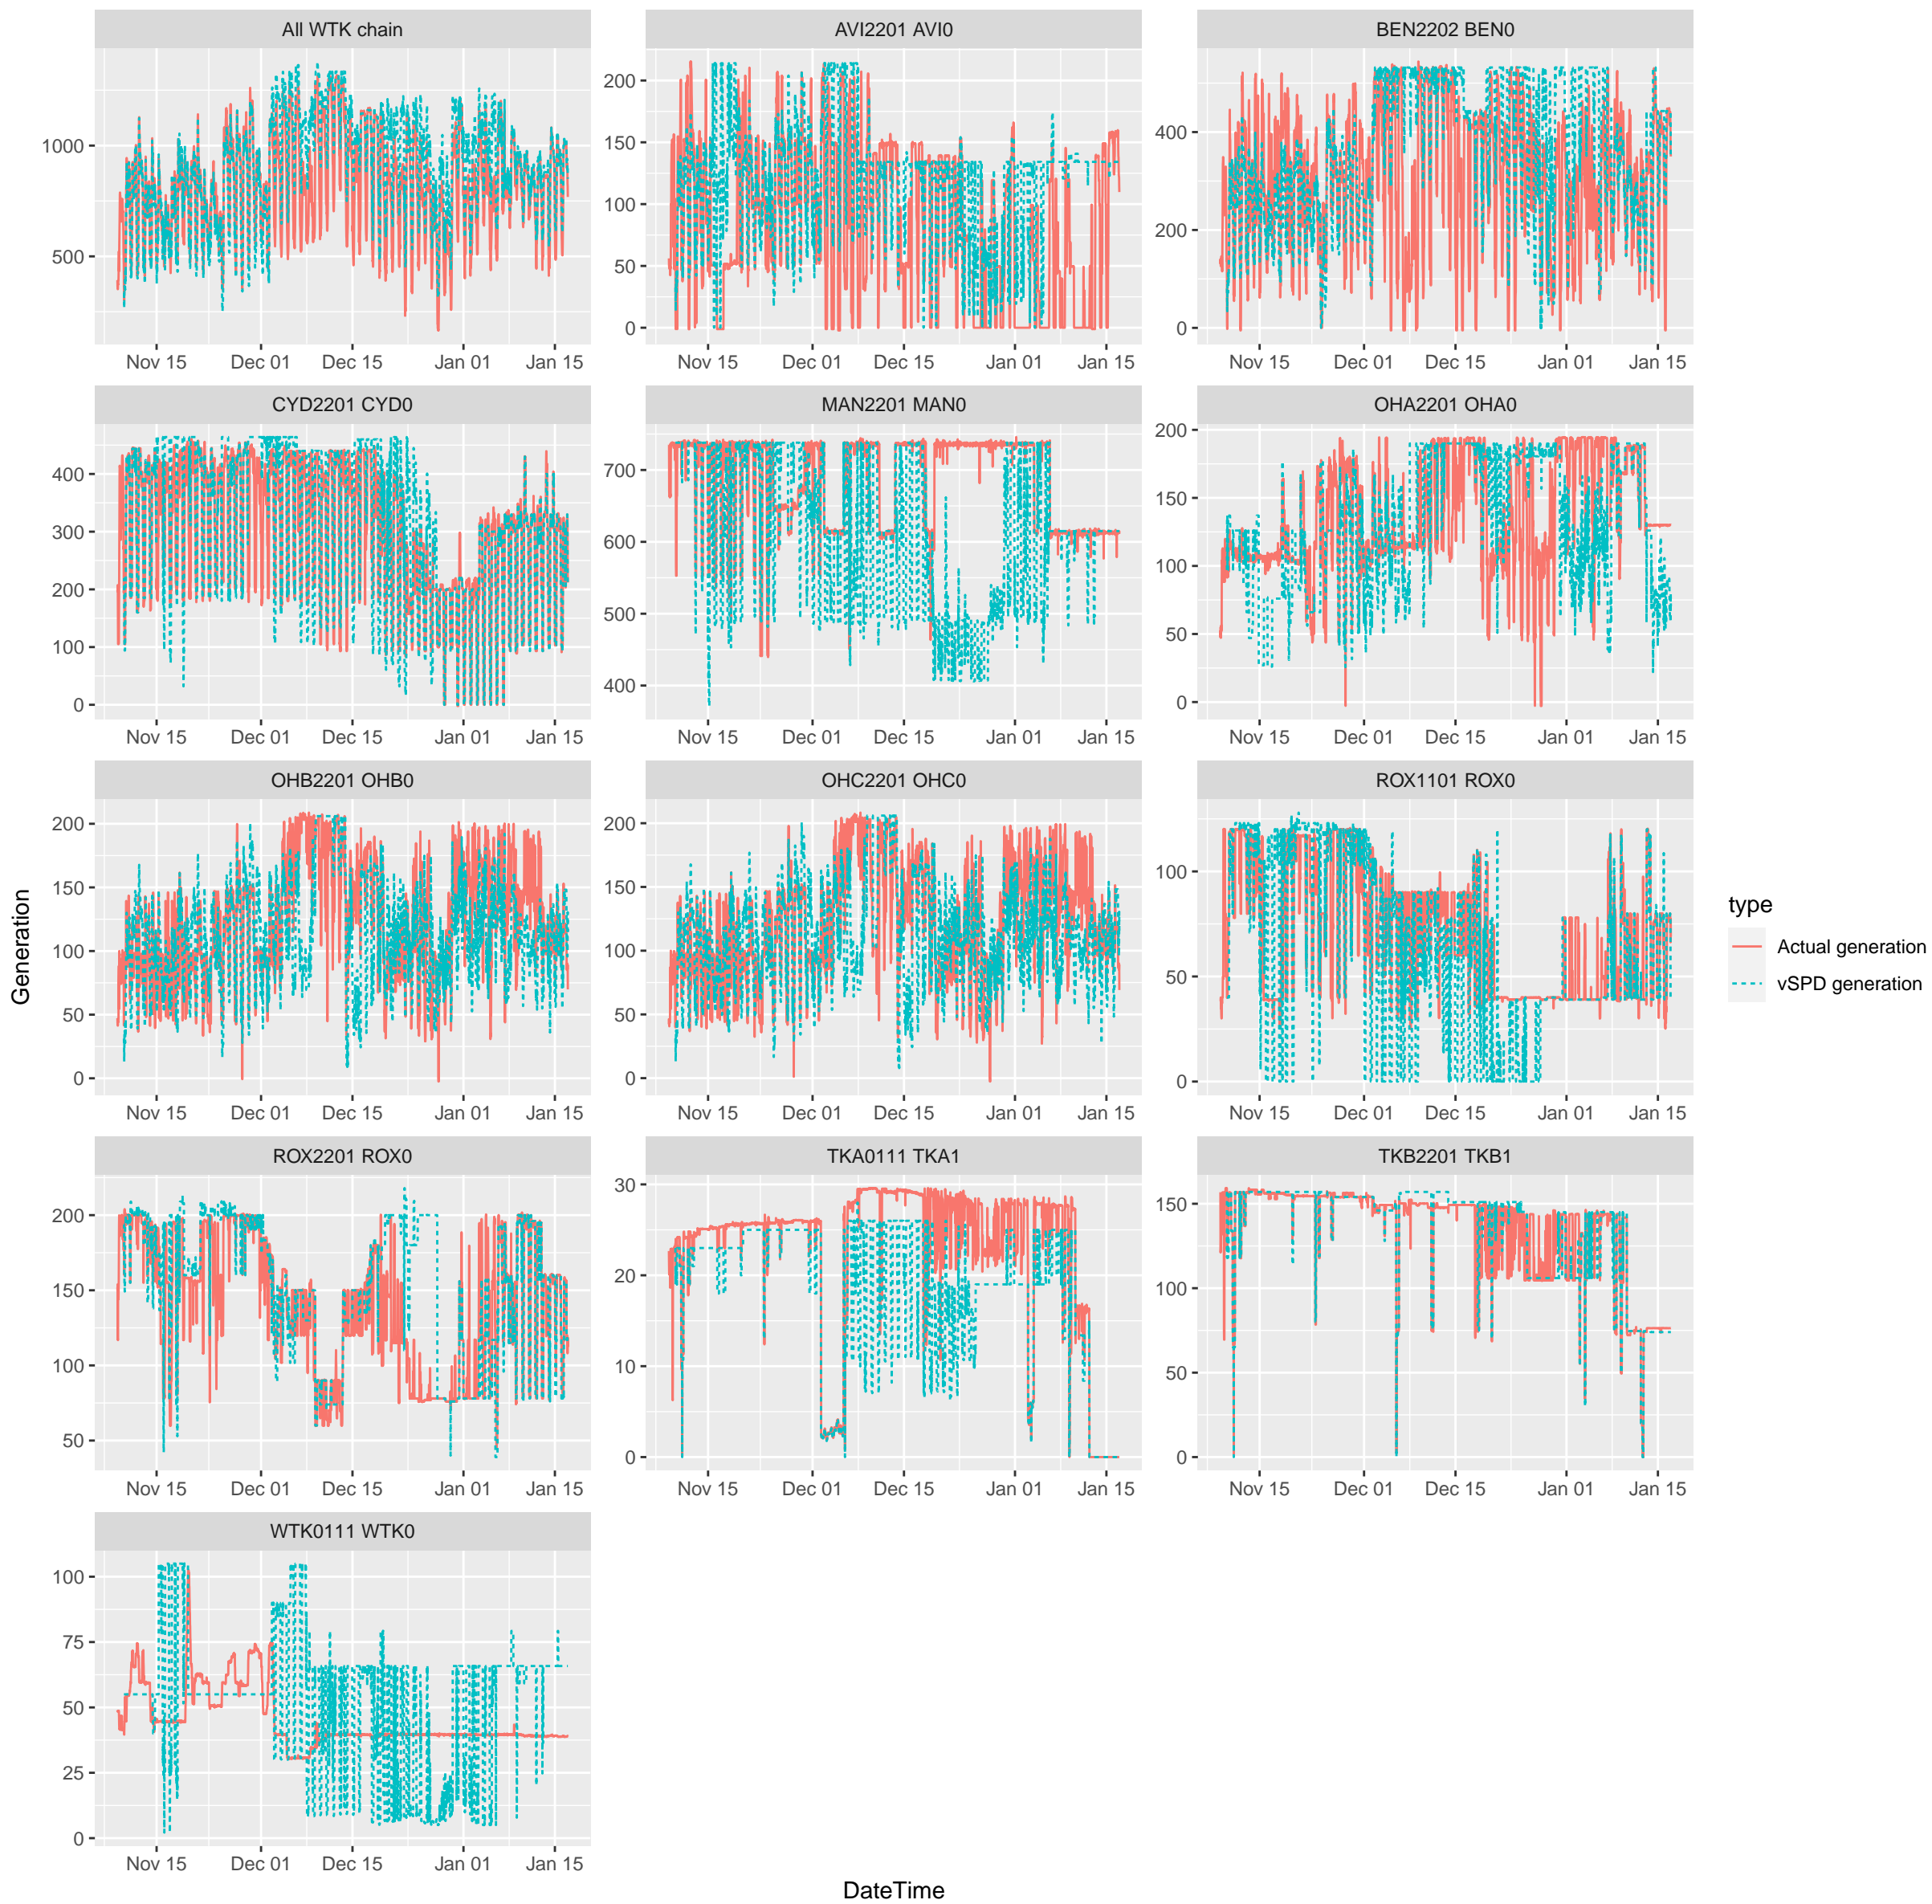 All WTK chain
AVI2201 AVI0
BEN2202 BEN0
1000
500
200
150
100
50
0
400
200
0
Nov 15 Dec 01 Dec 15 Jan 01 Jan 15
Nov 15 Dec 01 Dec 15 Jan 01 Jan 15
Nov 15 Dec 01 Dec 15 Jan 01 Jan 15
CYD2201 CYD0
MAN2201 MAN0
OHA2201 OHA0
400
300
200
100
0
700
600
500
400
200
150
100
50
0
Nov 15 Dec 01 Dec 15 Jan 01 Jan 15
Nov 15 Dec 01 Dec 15 Jan 01 Jan 15
Nov 15 Dec 01 Dec 15 Jan 01 Jan 15
OHB2201 OHB0
OHC2201 OHC0
ROX1101 ROX0
200
150
100
50
0
200
150
100
50
0
100
50
0
Nov 15 Dec 01 Dec 15 Jan 01 Jan 15
Nov 15 Dec 01 Dec 15 Jan 01 Jan 15
Nov 15 Dec 01 Dec 15 Jan 01 Jan 15
ROX2201 ROX0
TKA0111 TKA1
TKB2201 TKB1
200
150
100
50
30
20
10
0
150
100
50
0
Nov 15 Dec 01 Dec 15 Jan 01 Jan 15
Nov 15 Dec 01 Dec 15 Jan 01 Jan 15
Nov 15 Dec 01 Dec 15 Jan 01 Jan 15
WTK0111 WTK0
100
75
50
25
0
Nov 15 Dec 01 Dec 15 Jan 01 Jan 15
Generation
DateTime
type
Actual generation
vSPD generation